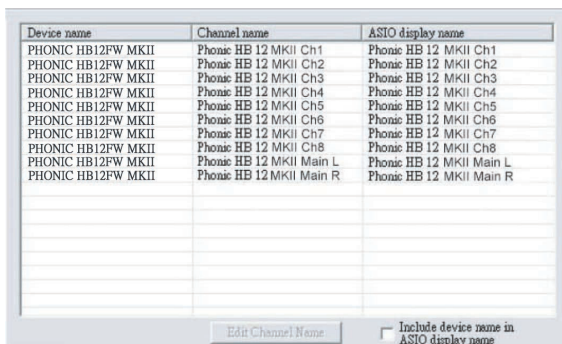 Device name Channel name ASIO display name
PHONIC HB12FW MKII Phonic HB 12 MKII Ch1 Phonic HB 12 MKII Ch1
PHONIC HB12FW MKII Phonic HB 12 MKII Ch2 Phonic HB 12 MKII Ch2
PHONIC HB12FW MKII Phonic HB 12 MKII Ch3 Phonic HB 12 MKII Ch3
PHONIC HB12FW MKII Phonic HB 12 MKII Ch4 Phonic HB 12 MKII Ch4
PHONIC HB12FW MKII Phonic HB 12 MKII Ch5 Phonic HB 12 MKII Ch5
PHONIC HB12FW MKII Phonic HB 12 MKII Ch6 Phonic HB 12 MKII Ch6
PHONIC HB12FW MKII Phonic HB 12 MKII Ch7 Phonic HB 12 MKII Ch7
PHONIC HB12FW MKII Phonic HB 12 MKII Ch8 Phonic HB 12 MKII Ch8
PHONIC HB12FW MKII Phonic HB 12 MKII Main L Phonic HB 12 MKII Main L
PHONIC HB12FW MKII Phonic HB 12 MKII Main R Phonic HB 12 MKII Main R
Edit Channel Name Include device name in
ASIO display name